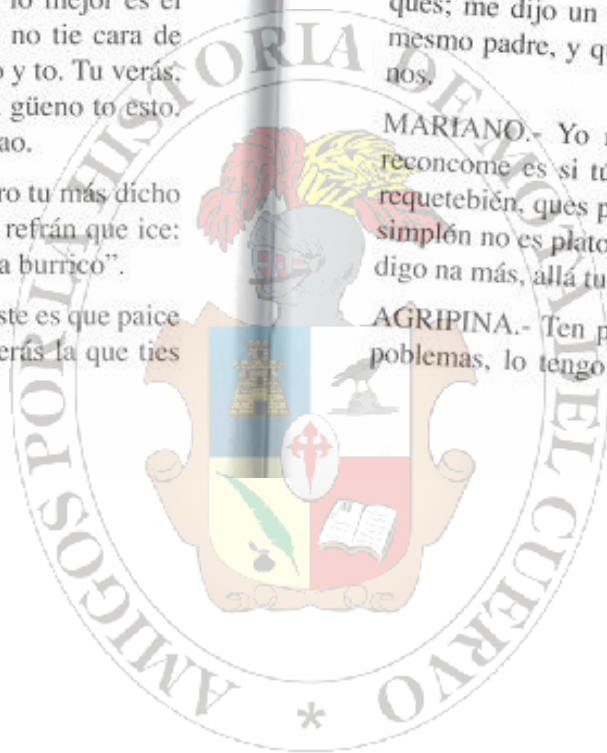 lo mejor es el
no tie cara de
y to. Tu verás,
güeno to esto.
ao.
ro tu más dicho
refrán que ice:
a burrico”.
ste es que paice
erás la que ties
ques; me dijo un
mesmo padre, y qu
nos.
MARIANO.- Yo
reconcome es si tú
requetebién, ques p
simplón no es plato
digo na más, allá tu
AGRIPINA.- Ten p
poblemas, lo tengo
AMIGOS POR LA HISTORIA DE MOTA DEL CUERVO